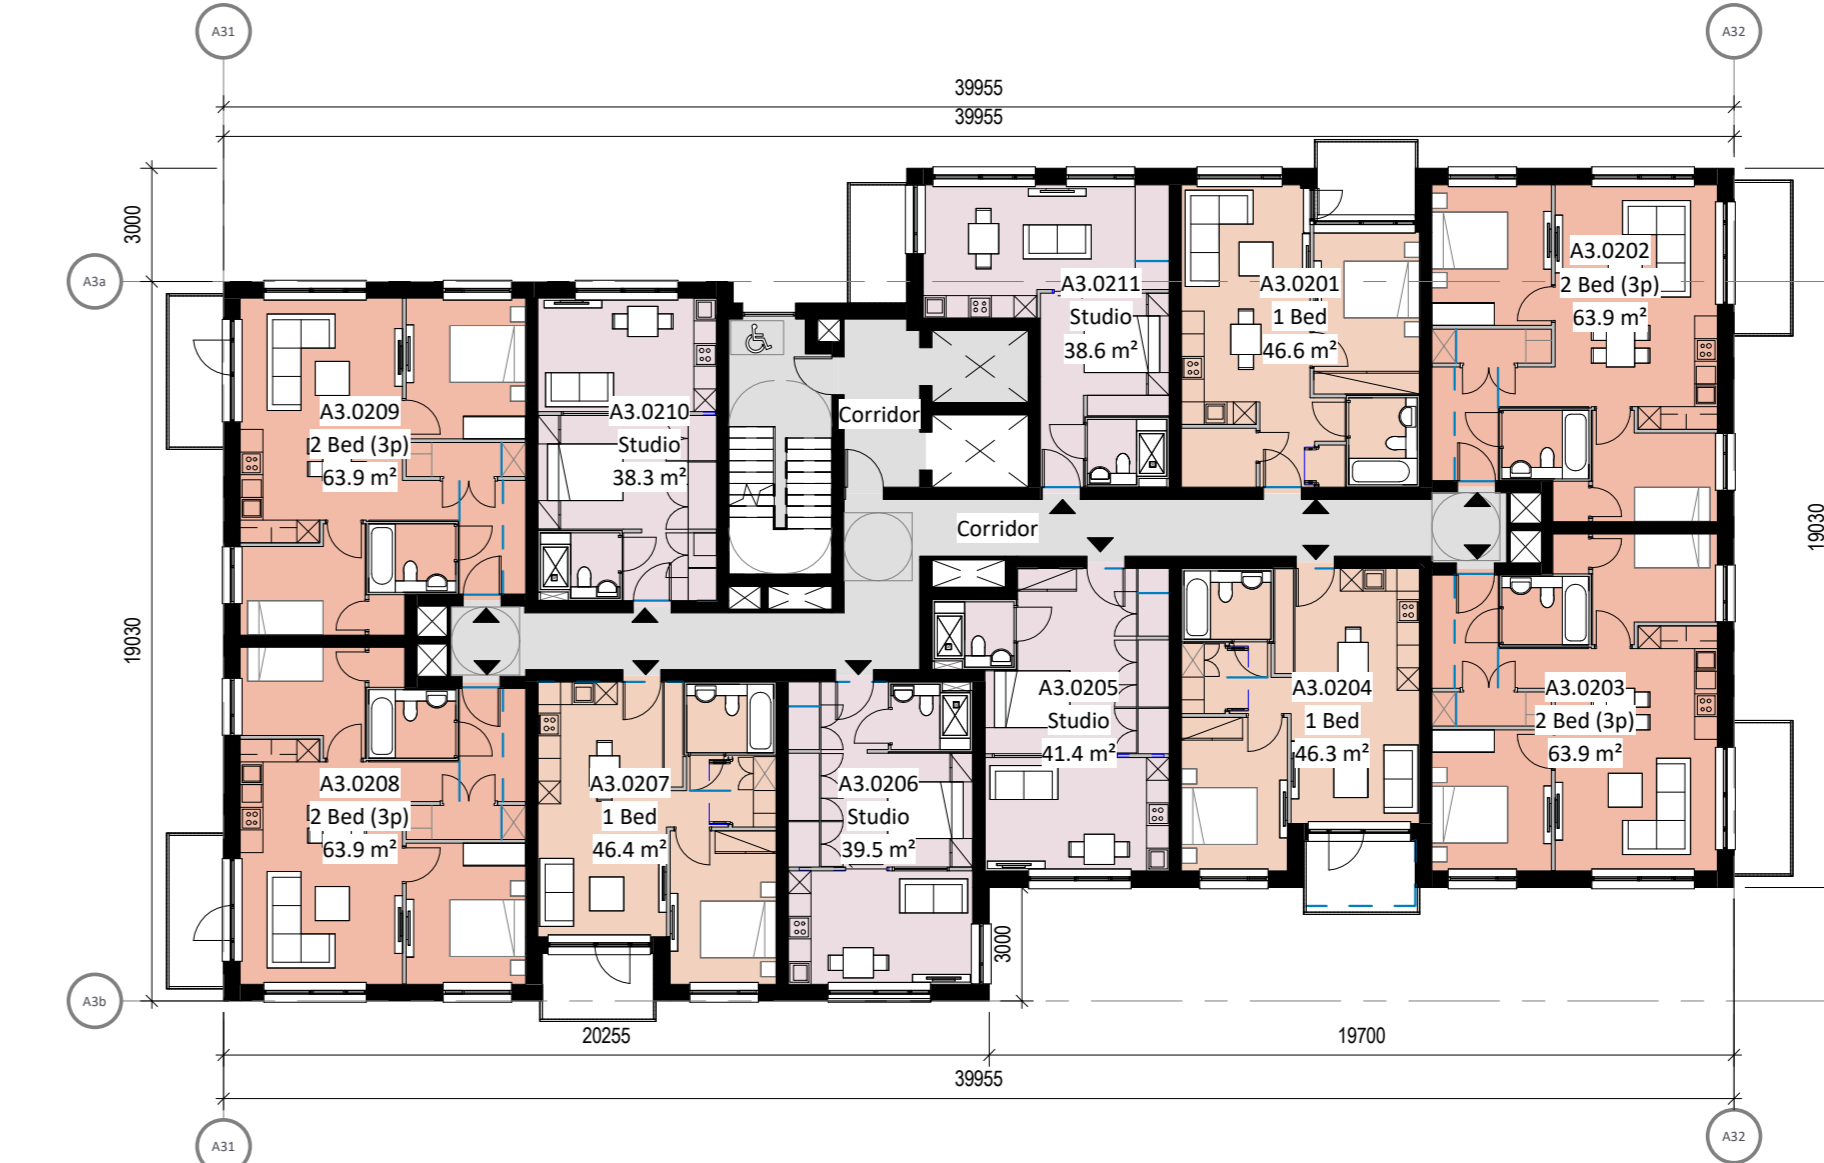 A31
A32
39955
39955
3000
A3a
19030
19030
A3.0211
Studio
38.6 m²
A3.0201
1 Bed
46.6 m²
A3.0202
2 Bed (3p)
63.9 m²
A3.0209
2 Bed (3p)
63.9 m²
A3.0210
Studio
38.3 m²
Corridor
Corridor
A3.0208
2 Bed (3p)
63.9 m²
A3.0207
1 Bed
46.4 m²
A3.0206
Studio
39.5 m²
A3.0205
Studio
41.4 m²
A3.0204
1 Bed
46.3 m²
A3.0203
2 Bed (3p)
63.9 m²
3000
A3b
20255
19700
39955
A31
A32